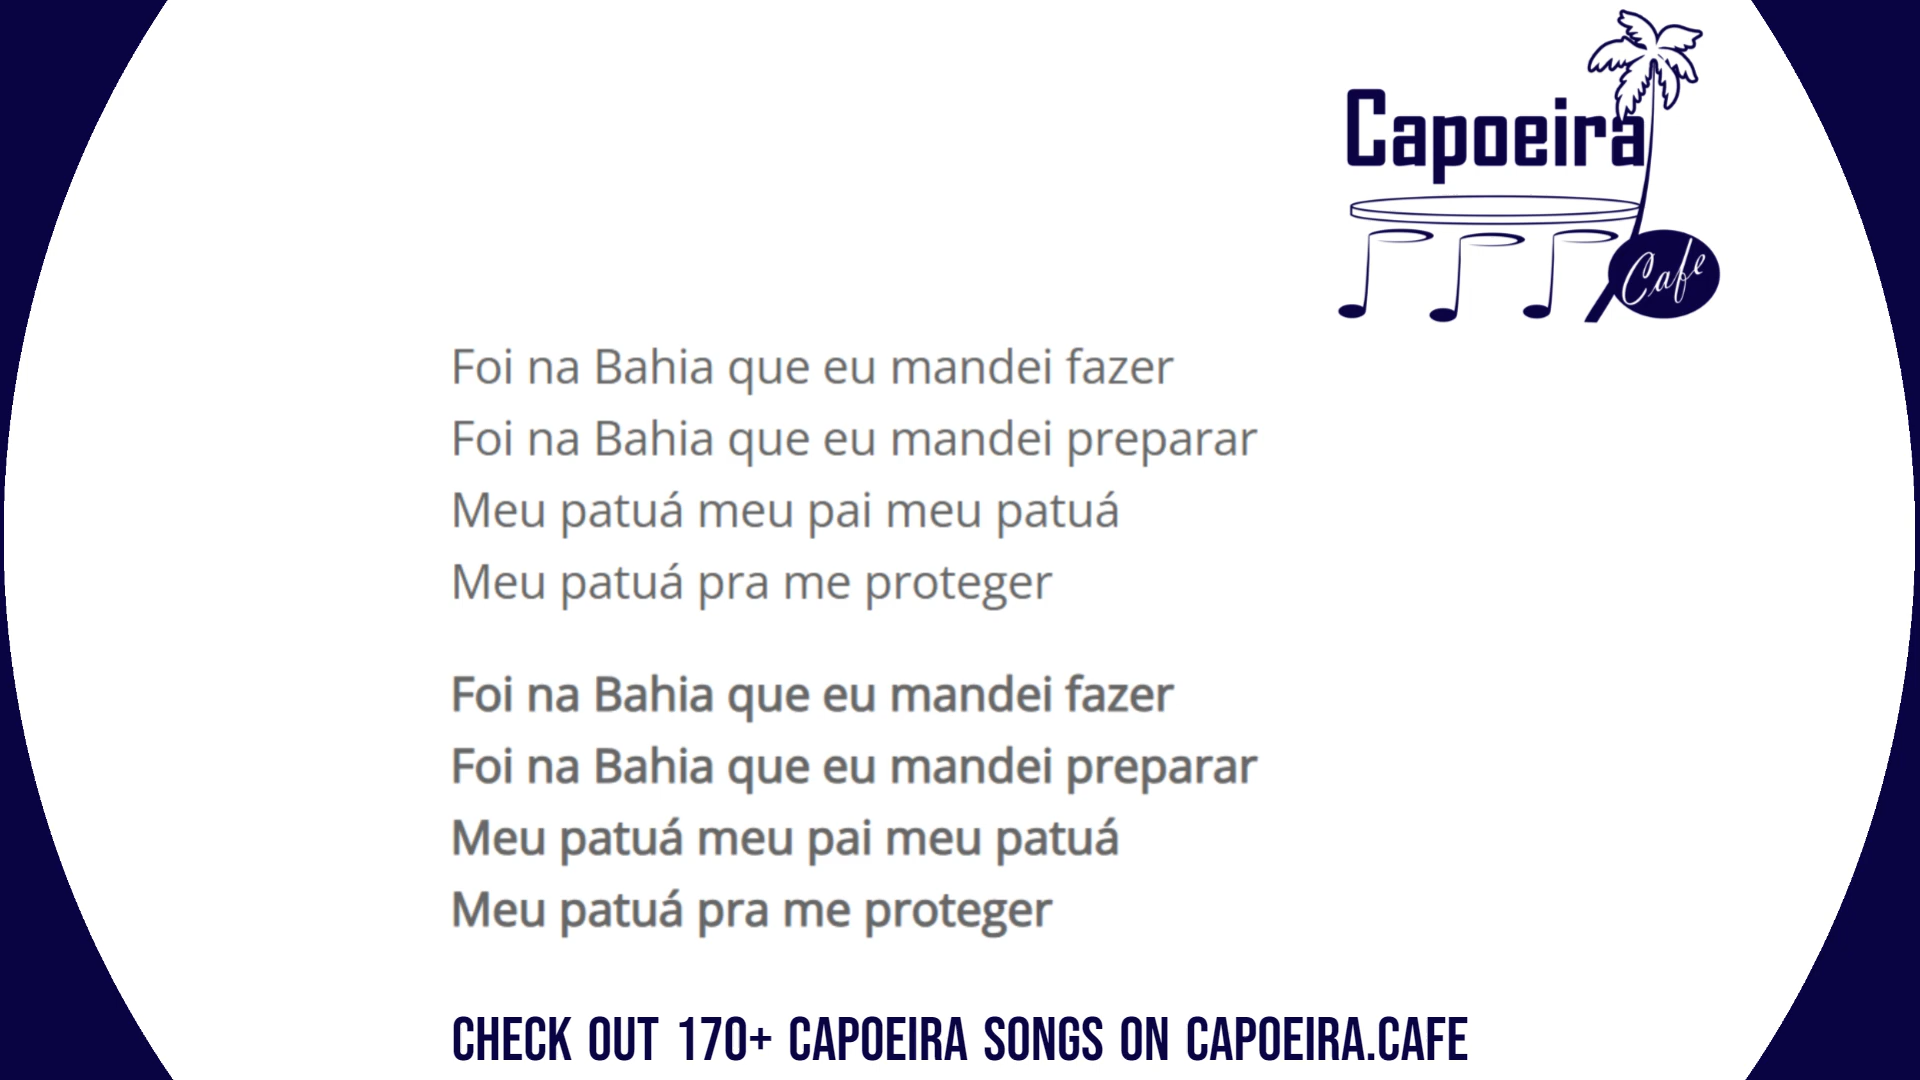 Capoeira
Cafe
Foi na Bahia que eu mandei fazer
Foi na Bahia que eu mandei preparar
Meu patuá meu pai meu patuá
Meu patuá pra me proteger
Foi na Bahia que eu mandei fazer
Foi na Bahia que eu mandei preparar
Meu patuá meu pai meu patuá
Meu patuá pra me proteger
CHECK OUT 170+ CAPOEIRA SONGS ON CAPOEIRA.CAFE